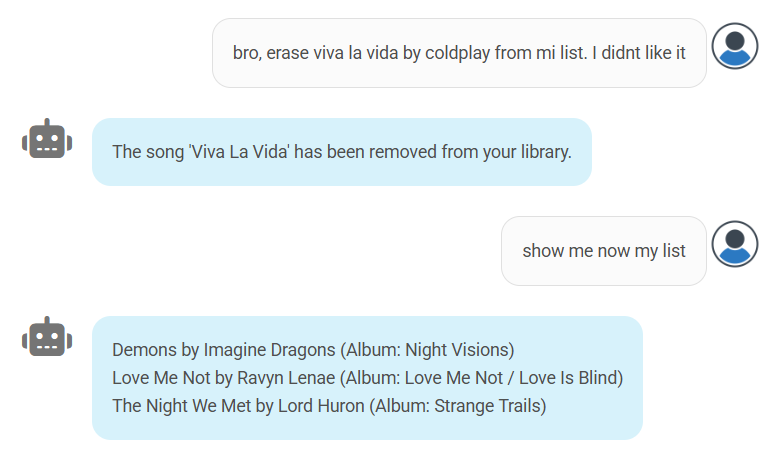 bro, erase viva la vida by coldplay from mi list. I didnt like it
The song 'Viva La Vida' has been removed from your library.
show me now my list
Demons by Imagine Dragons (Album: Night Visions)
Love Me Not by Ravyn Lenae (Album: Love Me Not / Love Is Blind)
The Night We Met by Lord Huron (Album: Strange Trails)